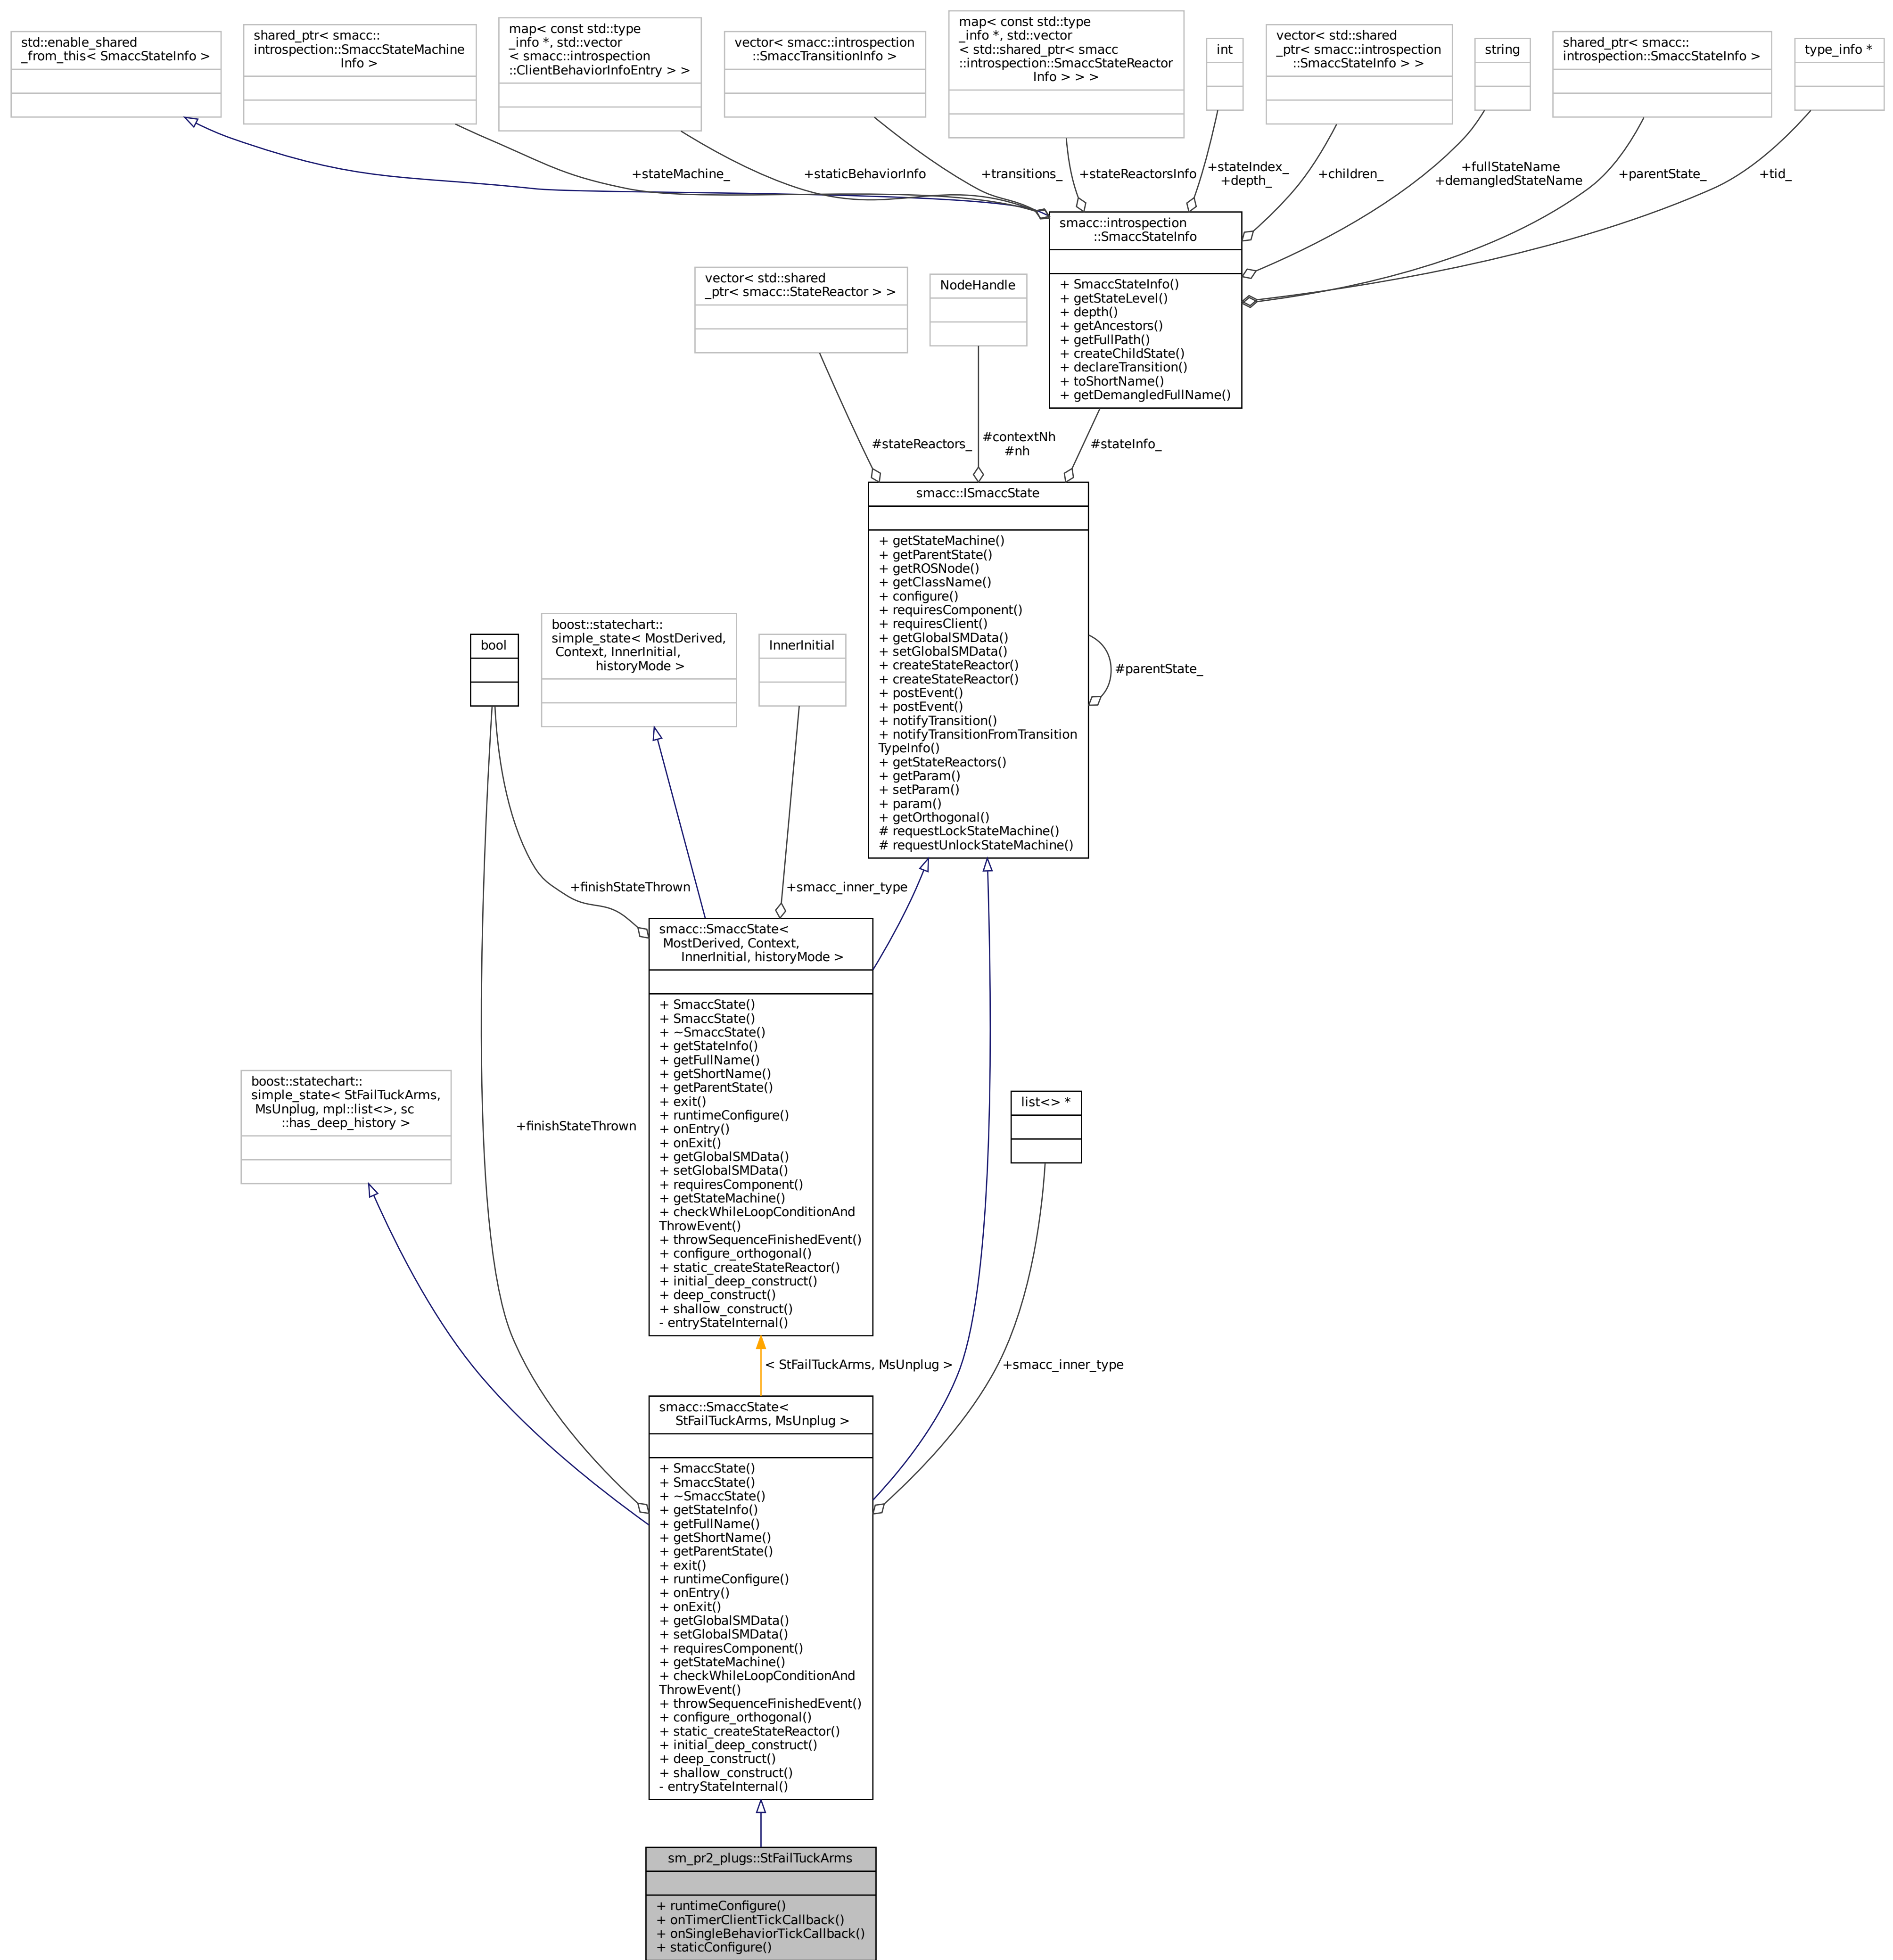 std::enable_shared
_from_this< SmaccStateInfo >
shared_ptr< smacc::
introspection::SmaccStateMachine
Info >
map< const std::type
_info *, std::vector
< smacc::introspection
::ClientBehaviorInfoEntry > >
vector< smacc::introspection
::SmaccTransitionInfo >
map< const std::type
_info *, std::vector
< std::shared_ptr< smacc
::introspection::SmaccStateReactor
Info > > >
int
vector< std::shared
_ptr< smacc::introspection
::SmaccStateInfo > >
string
shared_ptr< smacc::
introspection::SmaccStateInfo >
type_info *
+stateMachine_
+staticBehaviorInfo
+transitions_
+stateReactorsInfo
+stateIndex_
+depth_
+children_
+fullStateName
+demangledStateName
+parentState_
+tid_
smacc::introspection
::SmaccStateInfo
+ SmaccStateInfo()
+ getStateLevel()
+ depth()
+ getAncestors()
+ getFullPath()
+ createChildState()
+ declareTransition()
+ toShortName()
+ getDemangledFullName()
vector< std::shared
_ptr< smacc::StateReactor > >
NodeHandle
#stateReactors_
#contextNh
#nh
#stateInfo_
smacc::ISmaccState
+ getStateMachine()
+ getParentState()
+ getROSNode()
+ getClassName()
+ configure()
+ requiresComponent()
+ requiresClient()
+ getGlobalSMData()
+ setGlobalSMData()
+ createStateReactor()
+ createStateReactor()
+ postEvent()
+ postEvent()
+ notifyTransition()
+ notifyTransitionFromTransition
TypeInfo()
+ getStateReactors()
+ getParam()
+ setParam()
+ param()
+ getOrthogonal()
# requestLockStateMachine()
# requestUnlockStateMachine()
#parentState_
bool
boost::statechart::
simple_state< MostDerived,
Context, InnerInitial,
historyMode >
InnerInitial
+finishStateThrown
+smacc_inner_type
smacc::SmaccState<
MostDerived, Context,
InnerInitial, historyMode >
+ SmaccState()
+ SmaccState()
+ ~SmaccState()
+ getStateInfo()
+ getFullName()
+ getShortName()
+ getParentState()
+ exit()
+ runtimeConfigure()
+ onEntry()
+ onExit()
+ getGlobalSMData()
+ setGlobalSMData()
+ requiresComponent()
+ getStateMachine()
+ checkWhileLoopConditionAnd
ThrowEvent()
+ throwSequenceFinishedEvent()
+ configure_orthogonal()
+ static_createStateReactor()
+ initial_deep_construct()
+ deep_construct()
+ shallow_construct()
- entryStateInternal()
boost::statechart::
simple_state< StFailTuckArms,
MsUnplug, mpl::list<>, sc
::has_deep_history >
+finishStateThrown
list<> *
< StFailTuckArms, MsUnplug >
+smacc_inner_type
smacc::SmaccState<
StFailTuckArms, MsUnplug >
+ SmaccState()
+ SmaccState()
+ ~SmaccState()
+ getStateInfo()
+ getFullName()
+ getShortName()
+ getParentState()
+ exit()
+ runtimeConfigure()
+ onEntry()
+ onExit()
+ getGlobalSMData()
+ setGlobalSMData()
+ requiresComponent()
+ getStateMachine()
+ checkWhileLoopConditionAnd
ThrowEvent()
+ throwSequenceFinishedEvent()
+ configure_orthogonal()
+ static_createStateReactor()
+ initial_deep_construct()
+ deep_construct()
+ shallow_construct()
- entryStateInternal()
sm_pr2_plugs::StFailTuckArms
+ runtimeConfigure()
+ onTimerClientTickCallback()
+ onSingleBehaviorTickCallback()
+ staticConfigure()